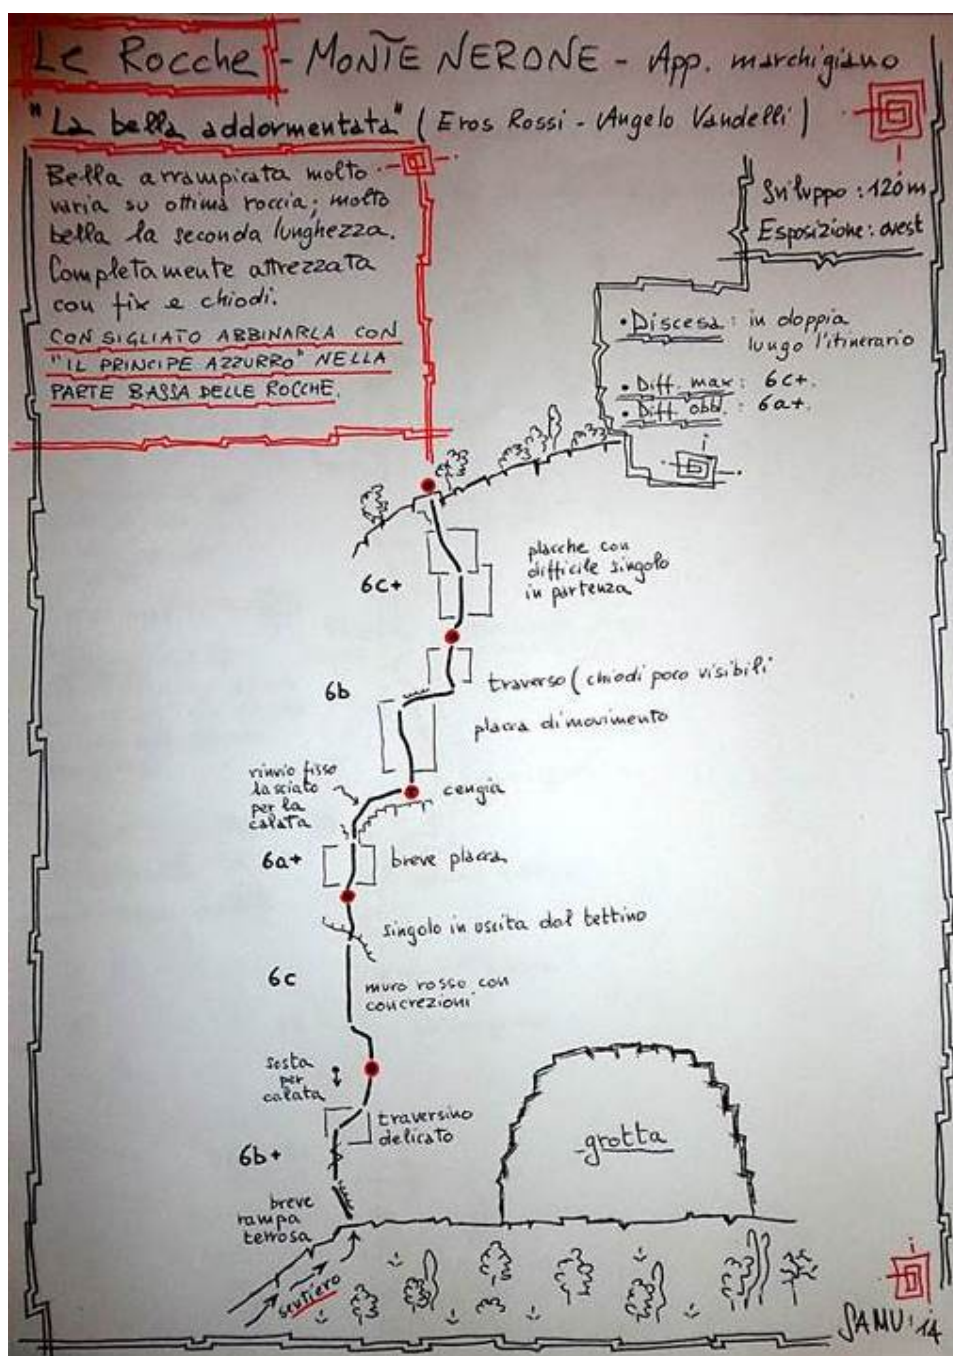 Le Rocche - MONTE NERONE - App. marchigiano
"La bella addormentata" (Eros Rossi - Angelo Vandelli)
Bella arrampicata molto
varia su ottima roccia; molto
bella la seconda lunghezza.
Completamente attrezzata
con fix e chiodi.
CONSIGLIATO ABBINARLA CON
"IL PRINCIPE AZZURRO" NELLA
PARTE BASSA DELLE ROCCHE.
Sviluppo: 120m
Esposizione: ovest
• Discesa: in doppia
lungo l'itinerario
• Diff. max: 6c+.
• Diff. obbl.: 6a+.
placche con
difficile singolo
in partenza
6c+
6b
traverso (chiodi poco visibili
placca di movimento
rinvio fisso
lasciato
per la
calata
cengia
6a+
breve placca
singolo in uscita dal tettino
6c
muro rosso con
concrezioni
sosta
per
calata
traversino
delicato
6b+
grotta
breve
rampa
terrosa
sentiero
SAMU '14